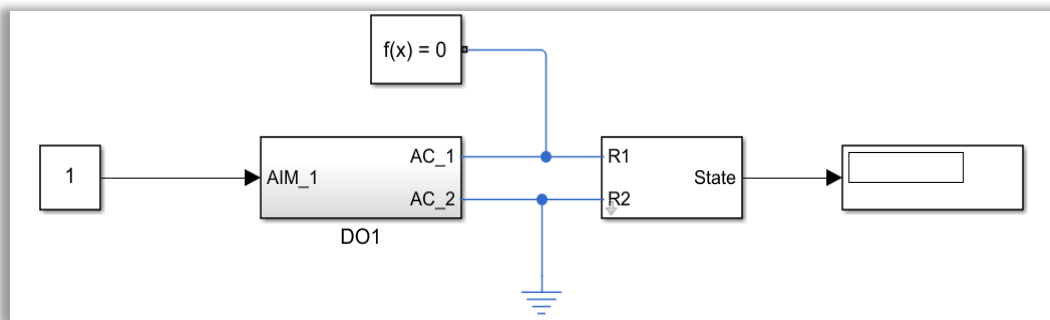 f(x) = 0
1
AIM_1
AC_1
AC_2
DO1
R1
R2
State